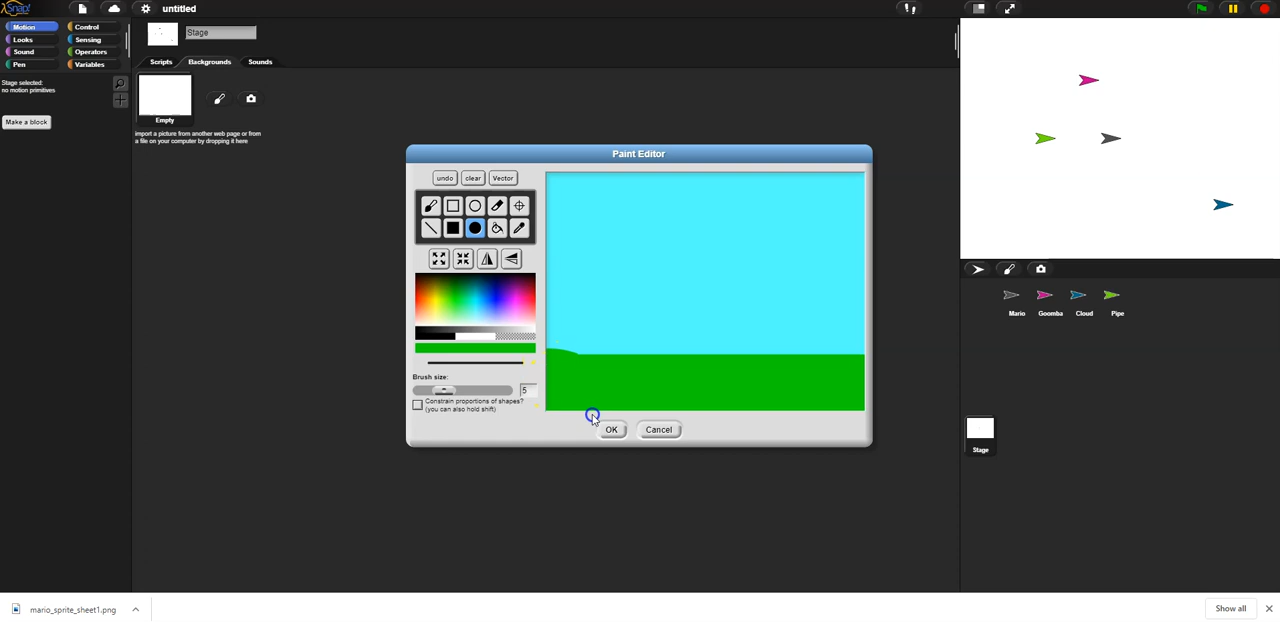 Snap!
untitled
Motion
Control
Looks
Sensing
Sound
Operators
Pen
Variables
Stage
Scripts
Backgrounds
Sounds
Stage selected:
no motion primitives
Make a block
Empty
import a picture from another web page or from
a file on your computer by dropping it here
Paint Editor
undo
clear
Vector
Brush size:
5
Constrain proportions of shapes?
(you can also hold shift)
OK
Cancel
Mario
Goomba
Cloud
Pipe
Stage
mario_sprite_sheet1.png
Show all